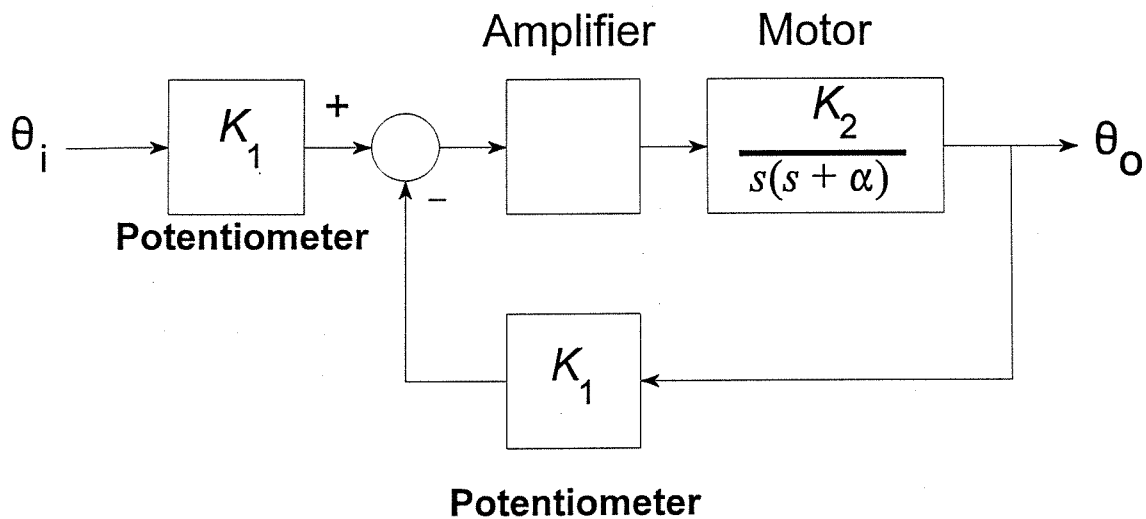 Amplifier Motor
θi K1 + K2
s(s + α) θo
Potentiometer −
K1
Potentiometer